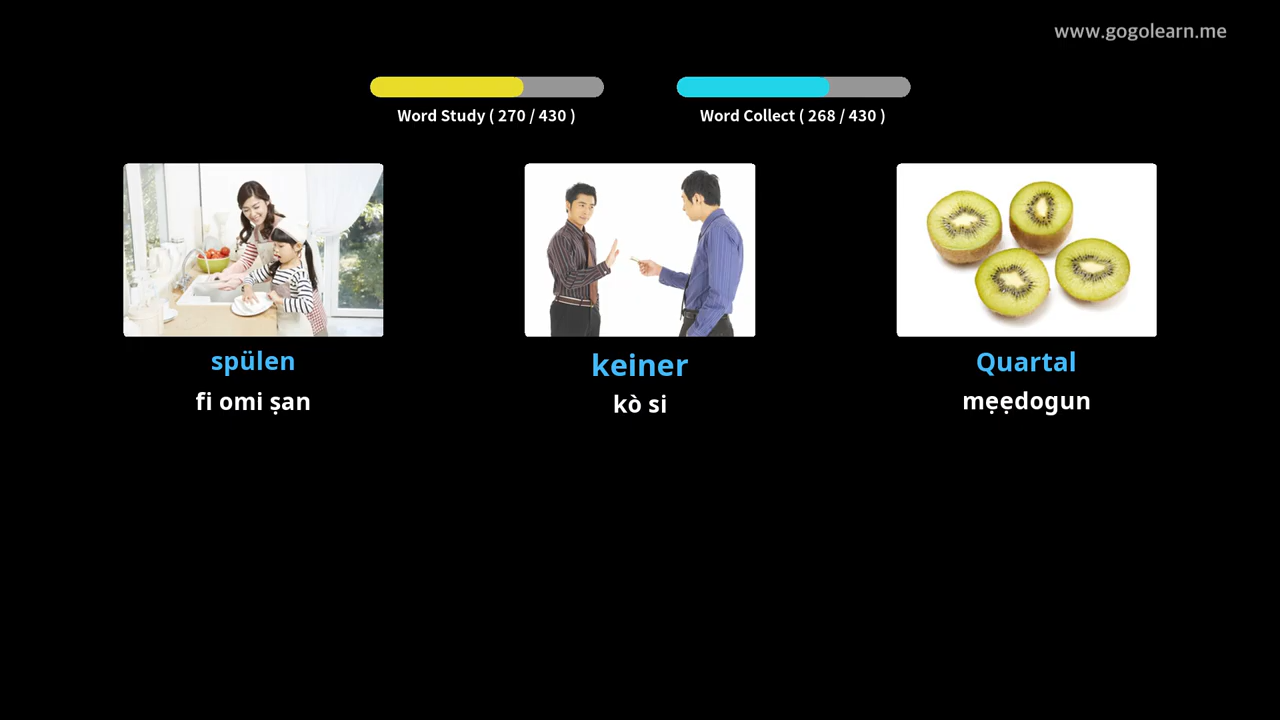 www.gogolearn.me
Word Study ( 270 / 430 )
Word Collect ( 268 / 430 )
spülen
keiner
Quartal
fi omi ṣan
kò si
mẹẹdogun